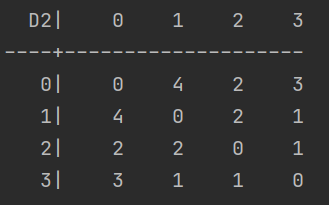 D2|    0    1    2    3
----+--------------------
0|    0    4    2    3
1|    4    0    2    1
2|    2    2    0    1
3|    3    1    1    0